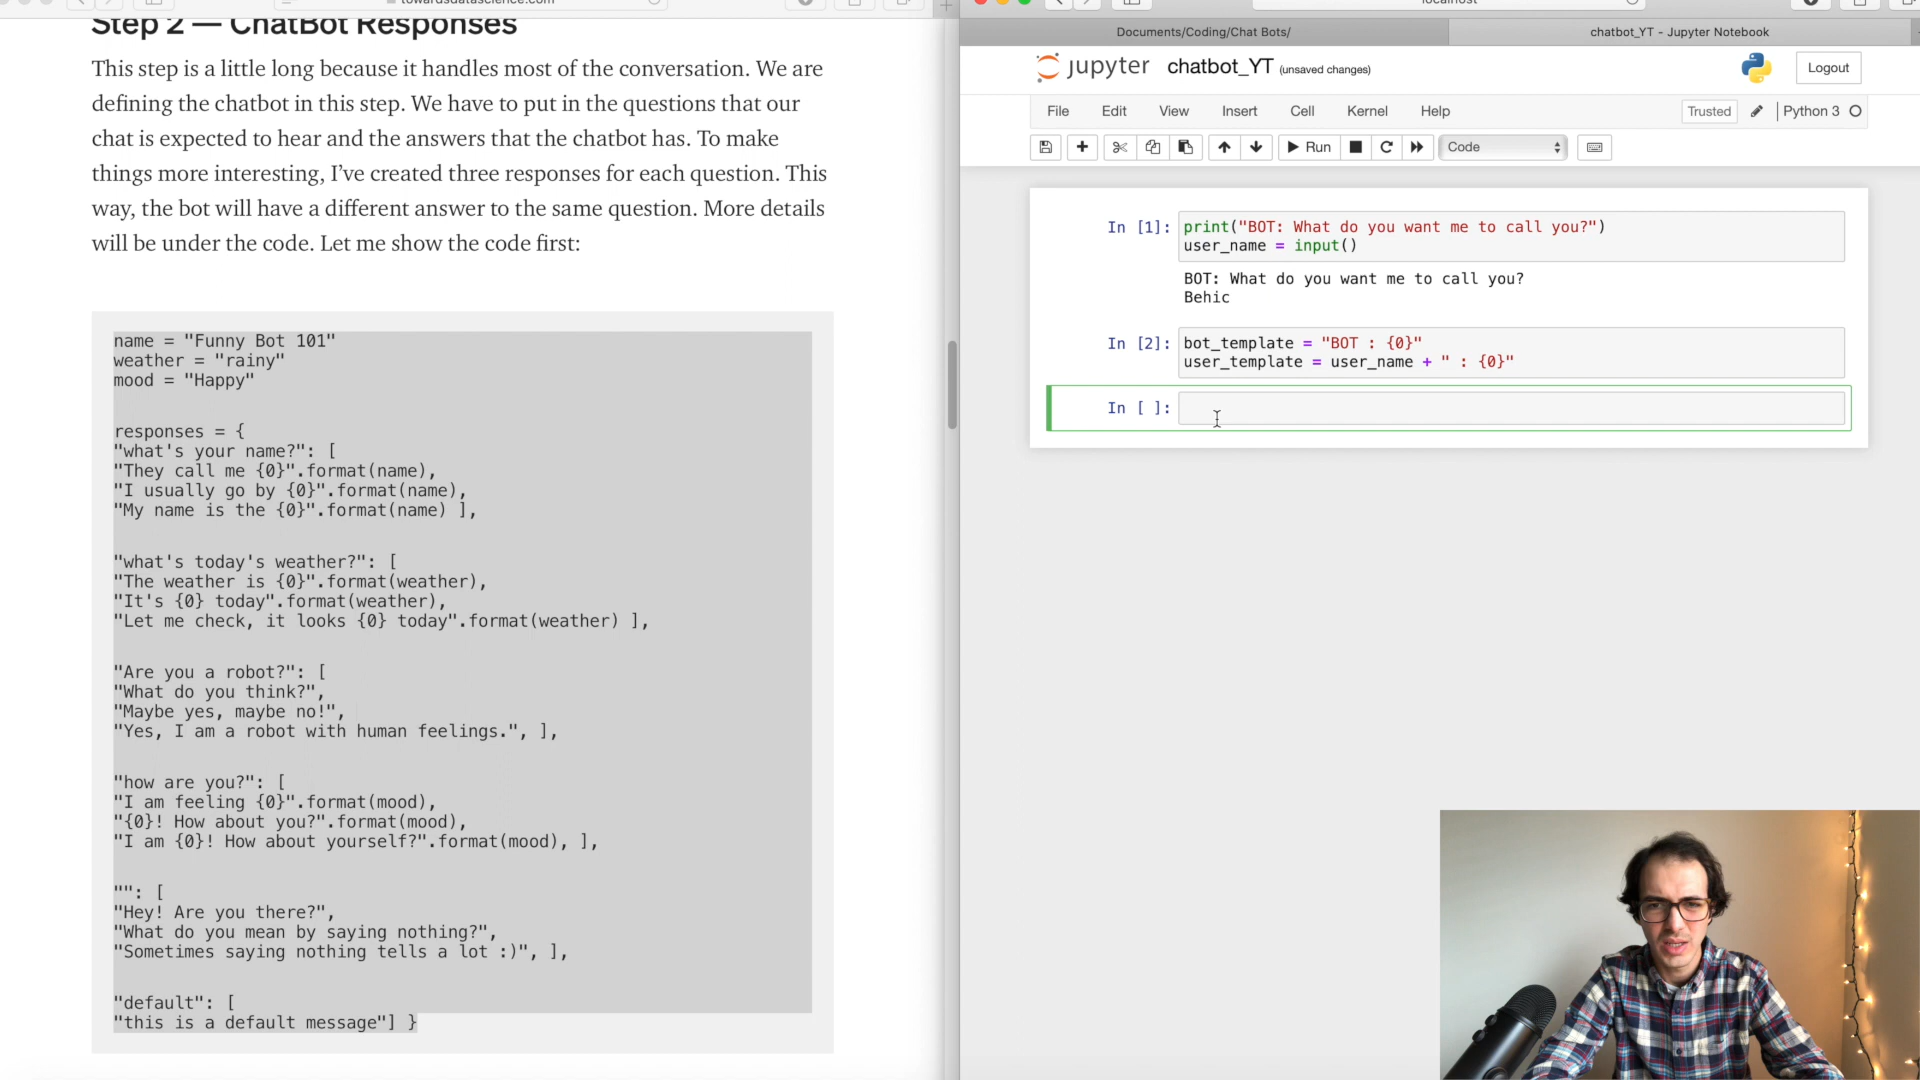 towardsdatascience.com
Step 2 — ChatBot Responses
This step is a little long because it handles most of the conversation. We are
defining the chatbot in this step. We have to put in the questions that our
chat is expected to hear and the answers that the chatbot has. To make
things more interesting, I’ve created three responses for each question. This
way, the bot will have a different answer to the same question. More details
will be under the code. Let me show the code first:
name = "Funny Bot 101"
weather = "rainy"
mood = "Happy"
responses = {
"what's your name?": [
"They call me {0}".format(name),
"I usually go by {0}".format(name),
"My name is the {0}".format(name) ],
"what's today's weather?": [
"The weather is {0}".format(weather),
"It's {0} today".format(weather),
"Let me check, it looks {0} today".format(weather) ],
"Are you a robot?": [
"What do you think?",
"Maybe yes, maybe no!",
"Yes, I am a robot with human feelings.", ],
"how are you?": [
"I am feeling {0}".format(mood),
"{0}! How about you?".format(mood),
"I am {0}! How about yourself?".format(mood), ],
"": [
"Hey! Are you there?",
"What do you mean by saying nothing?",
"Sometimes saying nothing tells a lot :)", ],
"default": [
"this is a default message"] }
localhost
Documents/Coding/Chat Bots/
chatbot_YT - Jupyter Notebook
jupyter chatbot_YT (unsaved changes)
Logout
File Edit View Insert Cell Kernel Help
Trusted
Python 3
Run
Code
In [1]: print("BOT: What do you want me to call you?")
user_name = input()
BOT: What do you want me to call you?
Behic
In [2]: bot_template = "BOT : {0}"
user_template = user_name + " : {0}"
In [ ]: